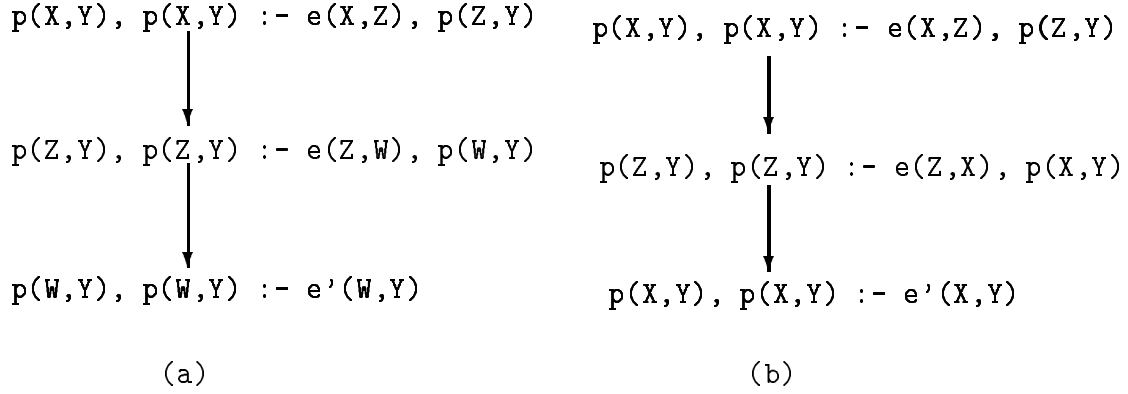 p(X,Y), p(X,Y) :- e(X,Z), p(Z,Y)
p(Z,Y), p(Z,Y) :- e(Z,W), p(W,Y)
p(W,Y), p(W,Y) :- e'(W,Y)
(a)
p(X,Y), p(X,Y) :- e(X,Z), p(Z,Y)
p(Z,Y), p(Z,Y) :- e(Z,X), p(X,Y)
p(X,Y), p(X,Y) :- e'(X,Y)
(b)